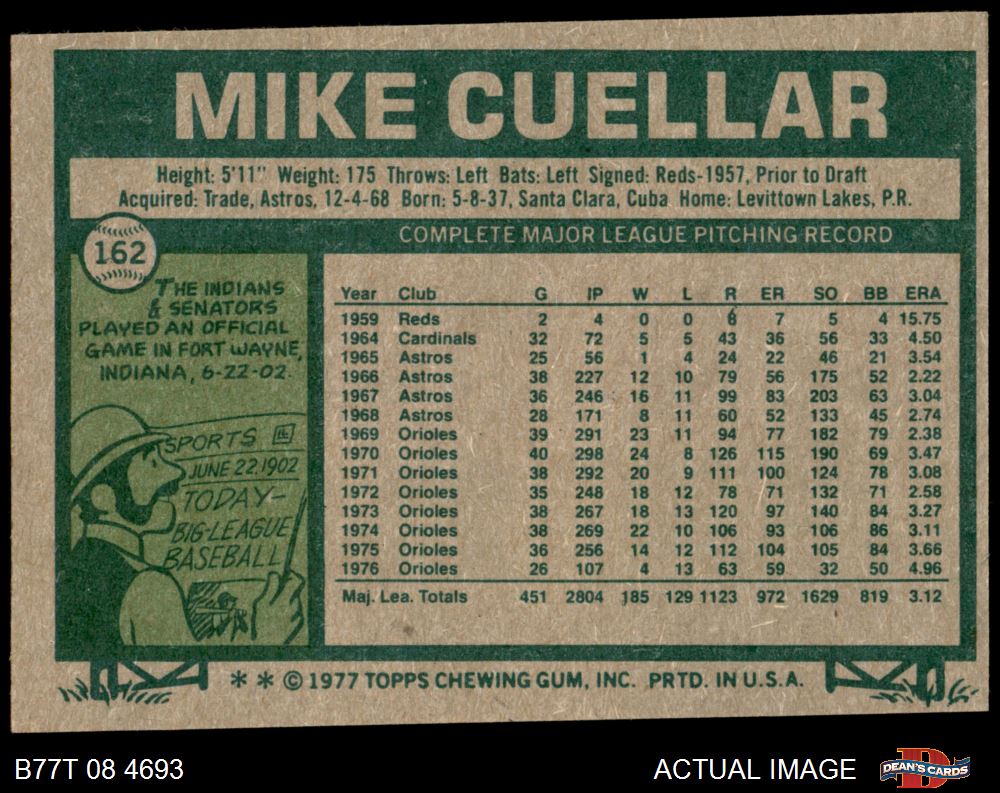 MIKE CUELLAR
Height: 5'11" Weight: 175 Throws: Left Bats: Left Signed: Reds-1957, Prior to Draft
Acquired: Trade, Astros, 12-4-68 Born: 5-8-37, Santa Clara, Cuba Home: Levittown Lakes, P.R.
162
COMPLETE MAJOR LEAGUE PITCHING RECORD
THE INDIANS
& SENATORS
PLAYED AN OFFICIAL
GAME IN FORT WAYNE,
INDIANA, 6-22-02.
SPORTS
JUNE 22, 1902
TODAY-
BIG-LEAGUE
BASEBALL
Year Club G IP W L R ER SO BB ERA
1959 Reds 2 4 0 0 8 7 5 4 15.75
1964 Cardinals 32 72 5 5 43 36 56 33 4.50
1965 Astros 25 56 1 4 24 22 46 21 3.54
1966 Astros 38 227 12 10 79 56 175 52 2.22
1967 Astros 36 246 16 11 99 83 203 63 3.04
1968 Astros 28 171 8 11 60 52 133 45 2.74
1969 Orioles 39 291 23 11 94 77 182 79 2.38
1970 Orioles 40 298 24 8 126 115 190 69 3.47
1971 Orioles 38 292 20 9 111 100 124 78 3.08
1972 Orioles 35 248 18 12 78 71 132 71 2.58
1973 Orioles 38 267 18 13 120 97 140 84 3.27
1974 Orioles 38 269 22 10 106 93 106 86 3.11
1975 Orioles 36 256 14 12 112 104 105 84 3.66
1976 Orioles 26 107 4 13 63 59 32 50 4.96
Maj. Lea. Totals 451 2804 185 129 1123 972 1629 819 3.12
* * © 1977 TOPPS CHEWING GUM, INC. PRTD. IN U.S.A.
B77T 08 4693
ACTUAL IMAGE
DEAN'S CARDS